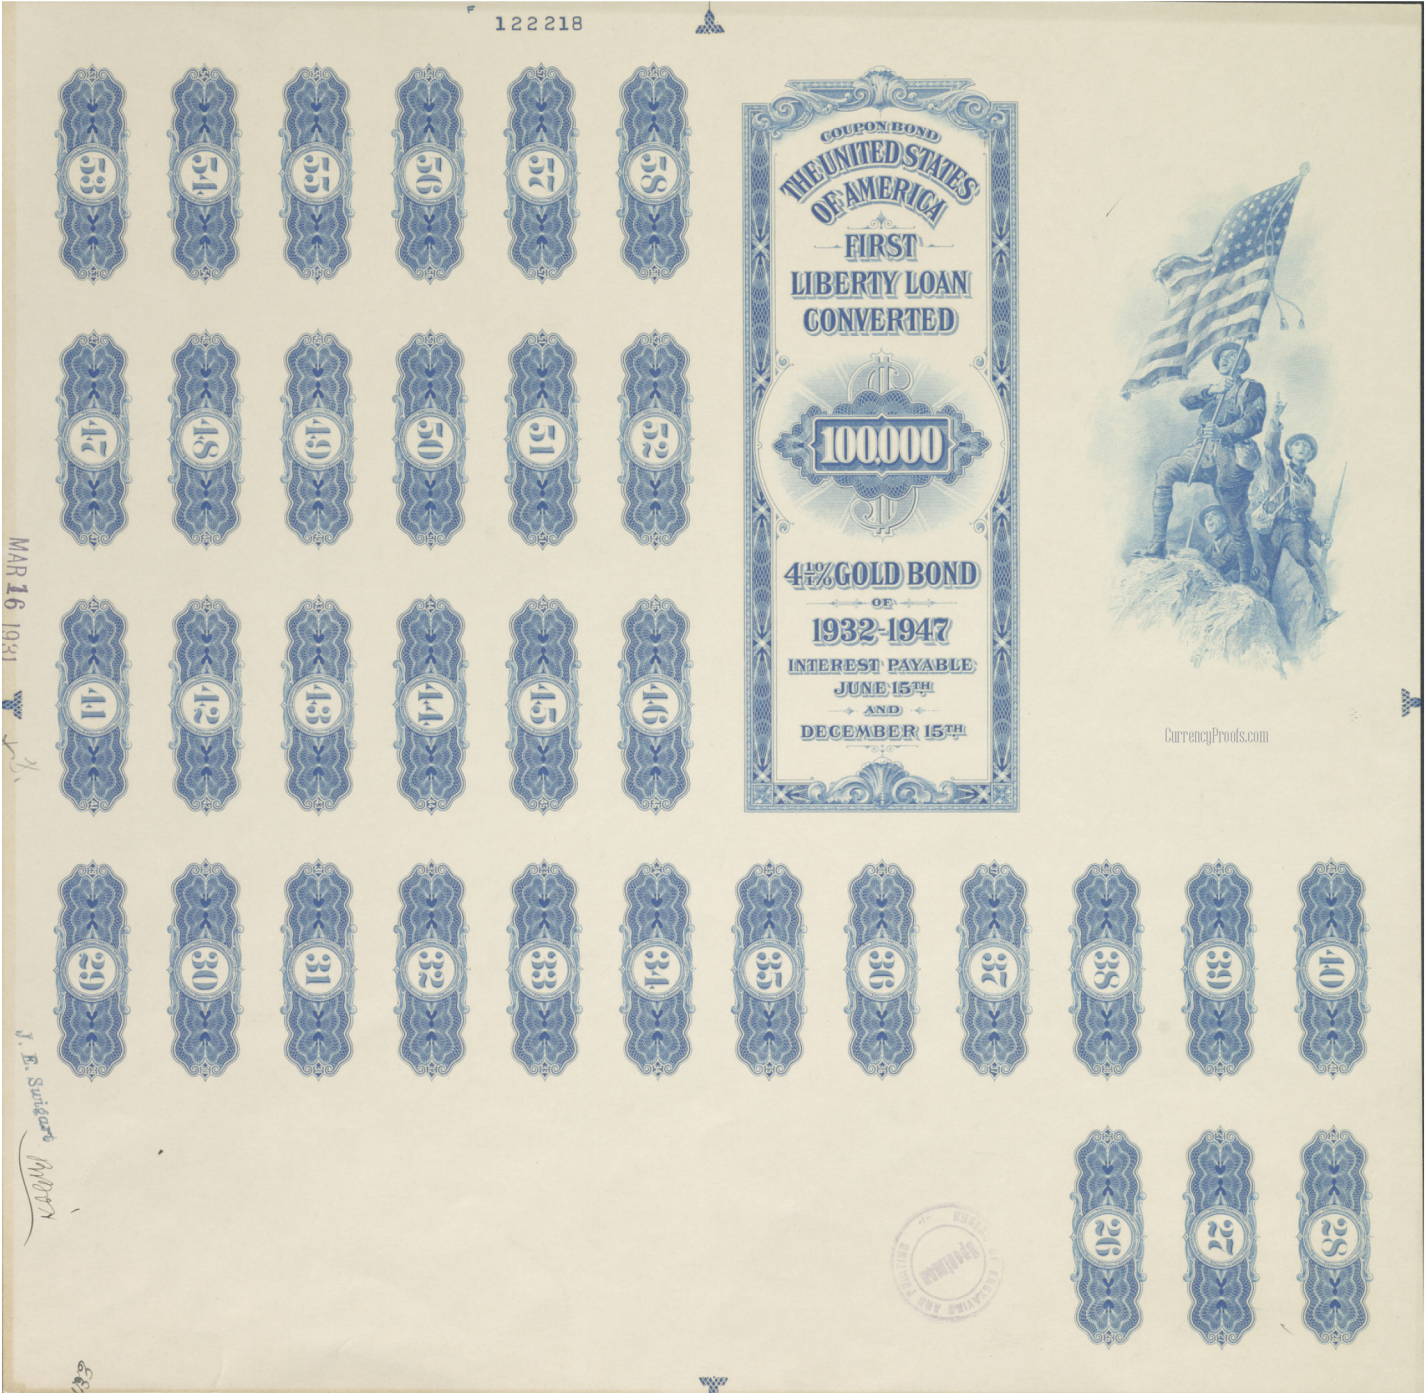 F 122218
53 54 55 56 57 58
COUPON BOND
THE UNITED STATES
OF AMERICA
FIRST
LIBERTY LOAN
CONVERTED
47 48 49 50 51 52
100,000
4 1/4% GOLD BOND
OF
1932-1947
INTEREST PAYABLE
JUNE 15TH
AND
DECEMBER 15TH
MAR 16 1931
41 42 43 44 45 46
CurrencyProofs.com
29 30 31 32 33 34 35 36 37 38 39 40
J. E. Swigart
26 27 28
Specimen